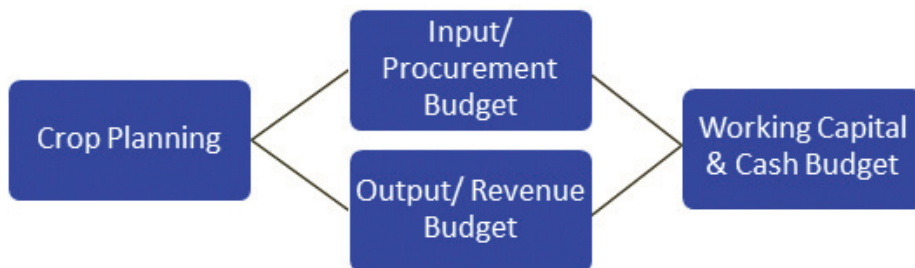 Crop Planning
Input/
Procurement
Budget
Output/ Revenue
Budget
Working Capital
& Cash Budget